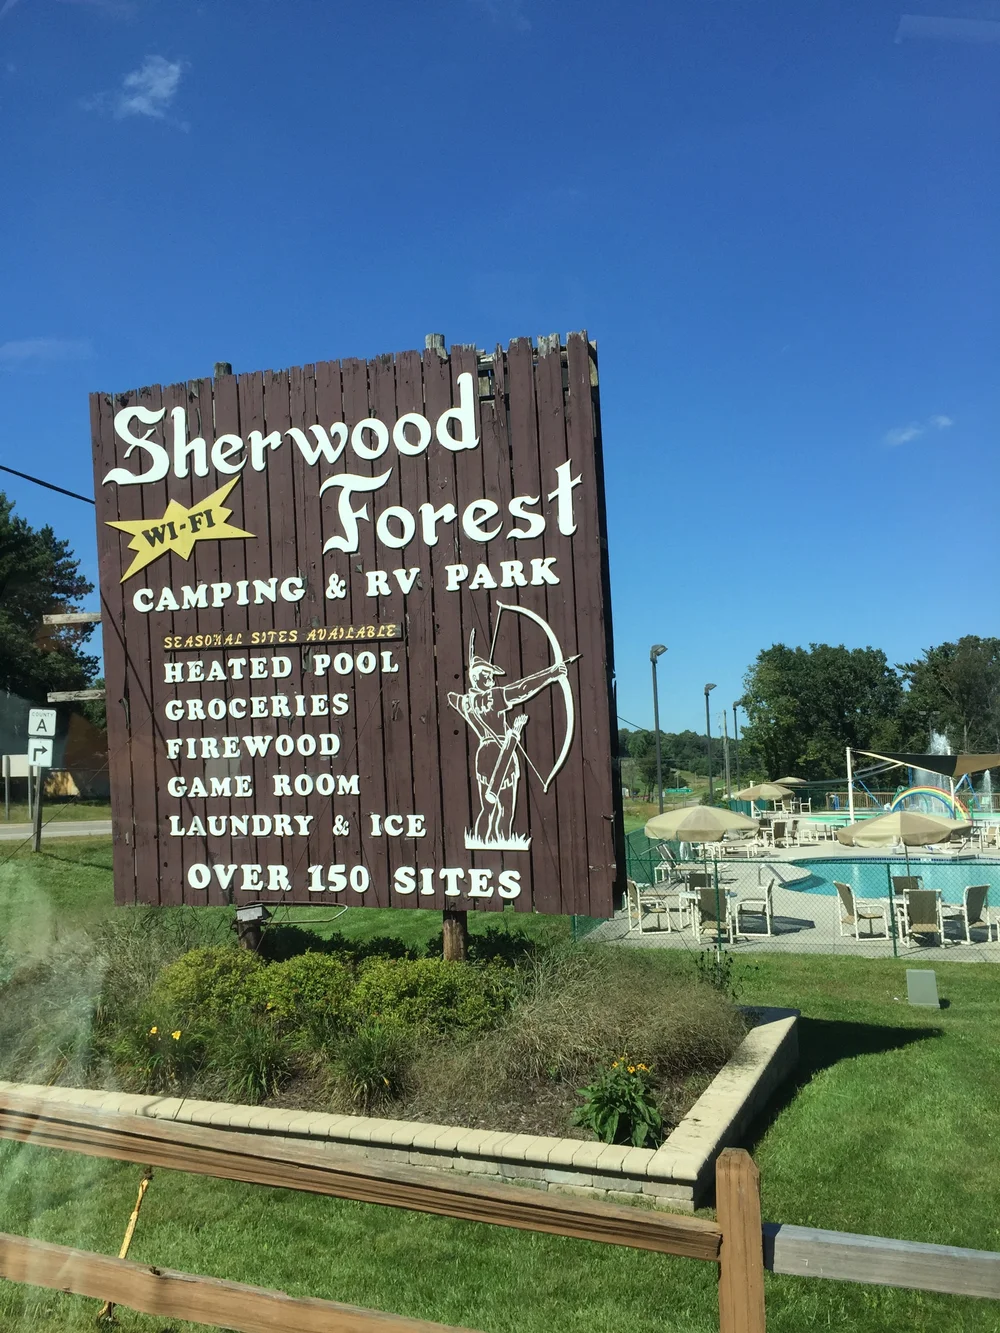 Sherwood
Forest
WI-FI
CAMPING & RV PARK
SEASONAL SITES AVAILABLE
HEATED POOL
GROCERIES
FIREWOOD
GAME ROOM
LAUNDRY & ICE
OVER 150 SITES
COUNTY
A